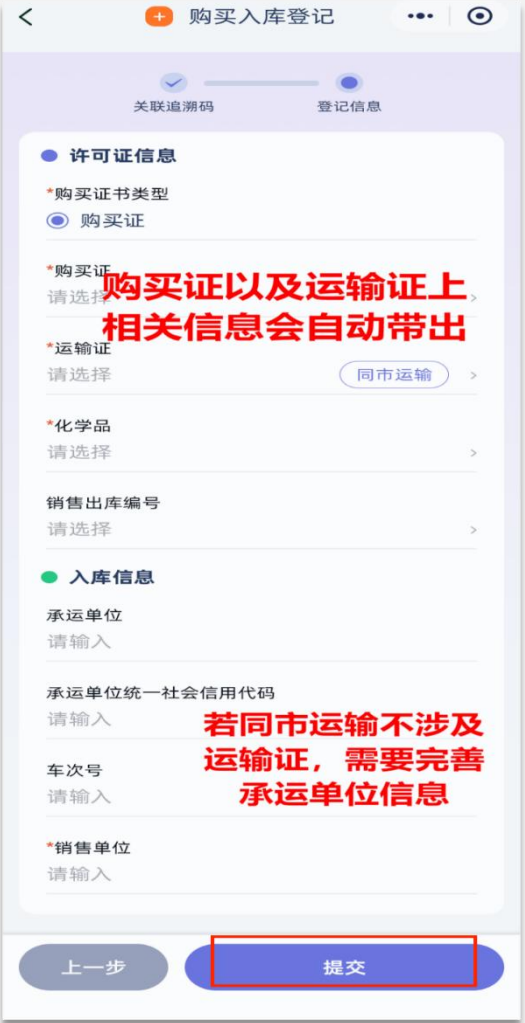 购买入库登记
关联追溯码
登记信息
许可证信息
*购买证书类型
购买证
*购买证
请选择
购买证以及运输证上
相关信息会自动带出
*运输证
请选择
同市运输
*化学品
请选择
销售出库编号
请选择
入库信息
承运单位
请输入
承运单位统一社会信用代码
请输入
若同市运输不涉及
运输证，需要完善
承运单位信息
车次号
请输入
*销售单位
请输入
上一步
提交